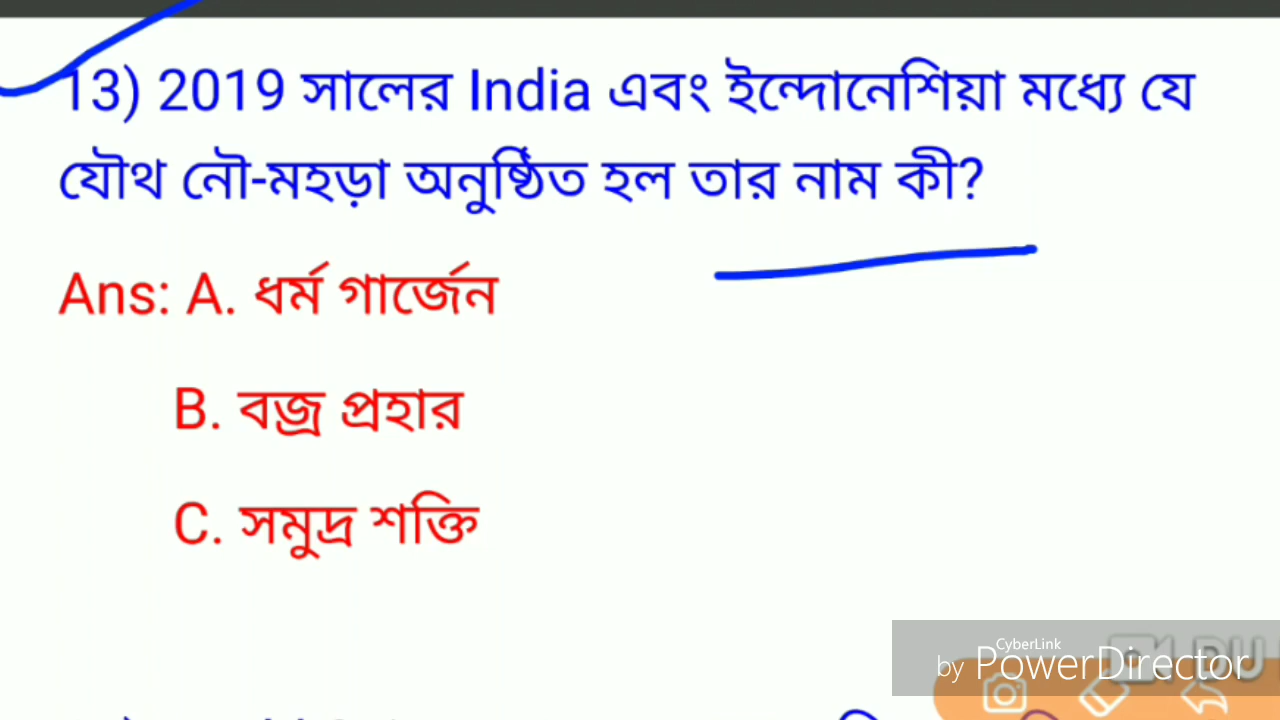 13) 2019 সালের India এবং ইন্দোনেশিয়া মধ্যে যে
যৌথ নৌ-মহড়া অনুষ্ঠিত হল তার নাম কী?
Ans: A. ধর্ম গার্জেন
B. বজ্র প্রহার
C. সমুদ্র শক্তি
CyberLink
by PowerDirector